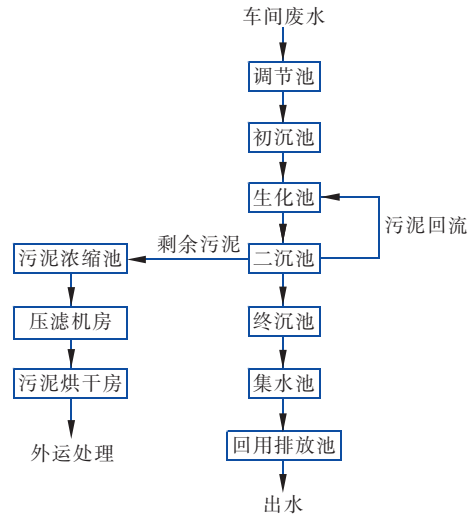 车间废水
调节池
初沉池
生化池
污泥回流
剩余污泥
污泥浓缩池
二沉池
压滤机房
终沉池
污泥烘干房
集水池
外运处理
回用排放池
出水